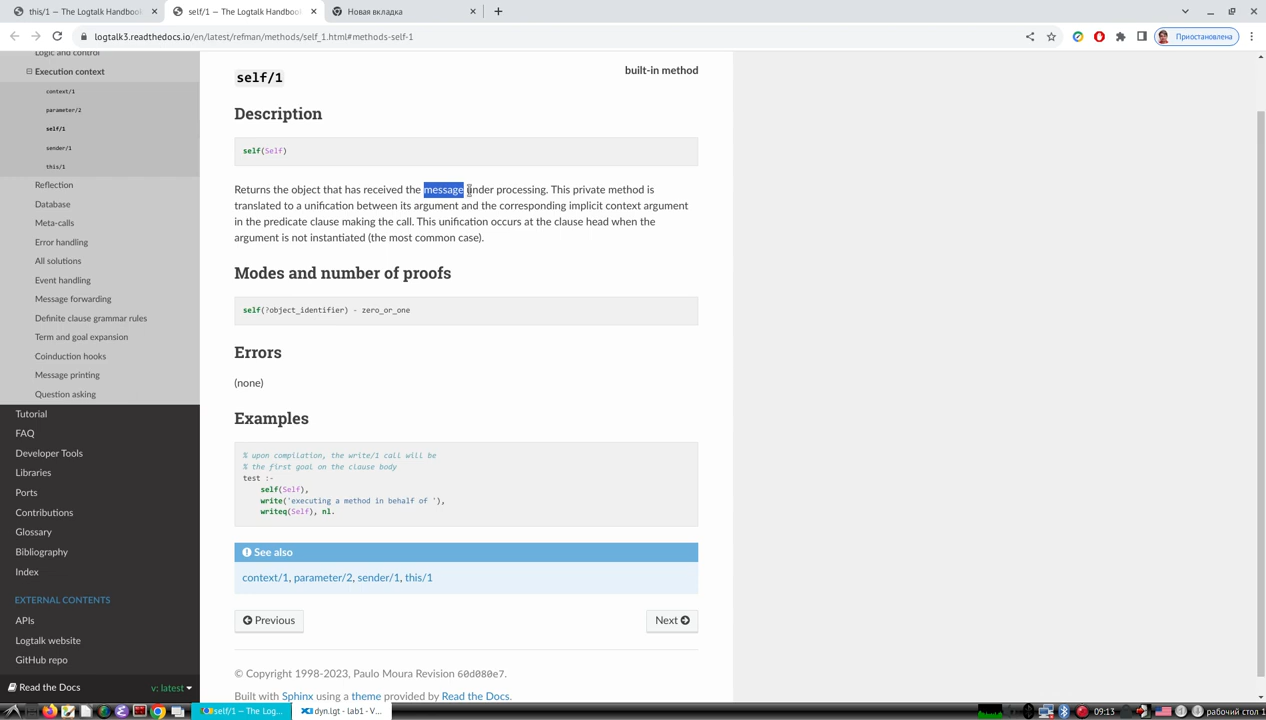 this/1 — The Logtalk Handbook
self/1 — The Logtalk Handbook
Новая вкладка
logtalk3.readthedocs.io/en/latest/refman/methods/self_1.html#methods-self-1
Приостановлена
Logic and control
Execution context
context/1
parameter/2
self/1
sender/1
this/1
Reflection
Database
Meta-calls
Error handling
All solutions
Event handling
Message forwarding
Definite clause grammar rules
Term and goal expansion
Coinduction hooks
Message printing
Question asking
Tutorial
FAQ
Developer Tools
Libraries
Ports
Contributions
Glossary
Bibliography
Index
EXTERNAL CONTENTS
APIs
Logtalk website
GitHub repo
Read the Docs
v: latest
built-in method
self/1
Description
self(Self)
Returns the object that has received the message under processing. This private method is
translated to a unification between its argument and the corresponding implicit context argument
in the predicate clause making the call. This unification occurs at the clause head when the
argument is not instantiated (the most common case).
Modes and number of proofs
self(?object_identifier) - zero_or_one
Errors
(none)
Examples
% upon compilation, the write/1 call will be
% the first goal on the clause body
test :-
self(Self),
write('executing a method in behalf of '),
writeq(Self), nl.
See also
context/1, parameter/2, sender/1, this/1
Previous
Next
© Copyright 1998-2023, Paulo Moura Revision 60d080e7.
Built with Sphinx using a theme provided by Read the Docs.
self/1 — The Log...
dyn.lgt - lab1 - V...
09:13
рабочий стол 1